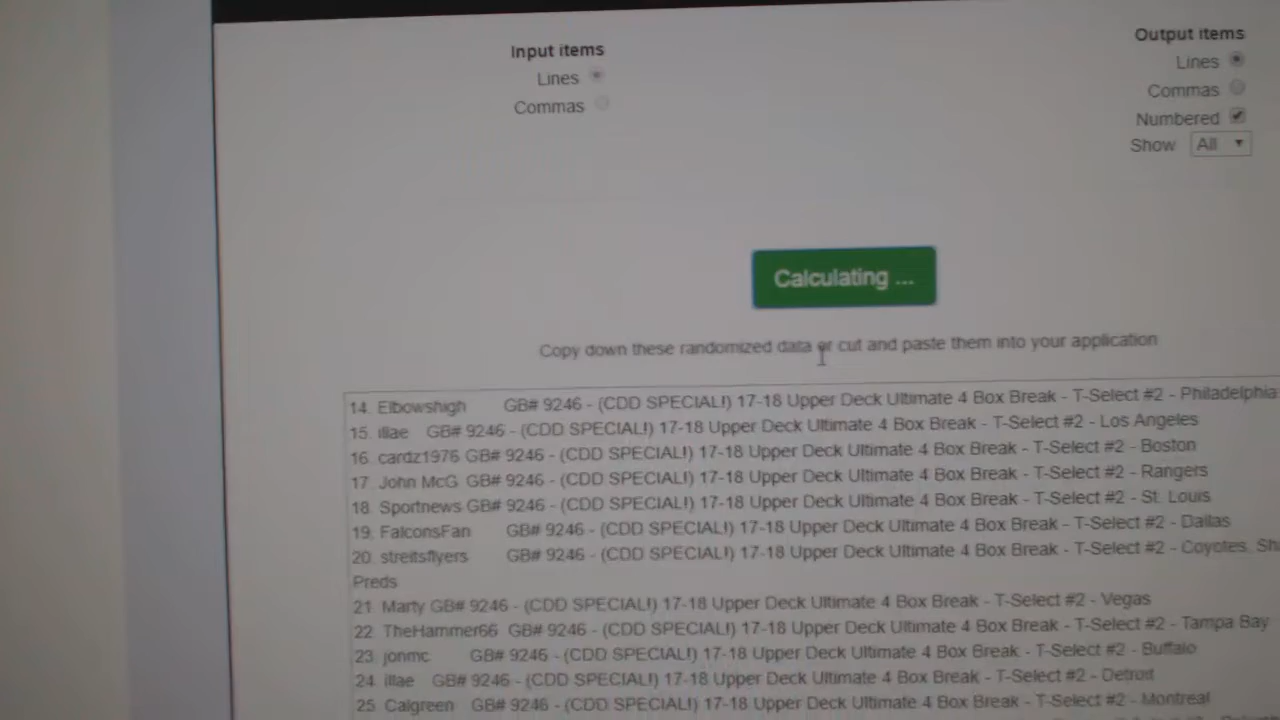 Input items
Lines
Commas
Output items
Lines
Commas
Numbered
Show All
Calculating ...
Copy down these randomized data or cut and paste them into your application
14. Elbowshigh GB# 9246 - (CDD SPECIAL!) 17-18 Upper Deck Ultimate 4 Box Break - T-Select #2 - Philadelphia
15. illae GB# 9246 - (CDD SPECIAL!) 17-18 Upper Deck Ultimate 4 Box Break - T-Select #2 - Los Angeles
16. cardz1976 GB# 9246 - (CDD SPECIAL!) 17-18 Upper Deck Ultimate 4 Box Break - T-Select #2 - Boston
17. John McG GB# 9246 - (CDD SPECIAL!) 17-18 Upper Deck Ultimate 4 Box Break - T-Select #2 - Rangers
18. Sportnews GB# 9246 - (CDD SPECIAL!) 17-18 Upper Deck Ultimate 4 Box Break - T-Select #2 - St. Louis
19. FalconsFan GB# 9246 - (CDD SPECIAL!) 17-18 Upper Deck Ultimate 4 Box Break - T-Select #2 - Dallas
20. streitsflyers GB# 9246 - (CDD SPECIAL!) 17-18 Upper Deck Ultimate 4 Box Break - T-Select #2 - Coyotes,
Preds
21. Marty GB# 9246 - (CDD SPECIAL!) 17-18 Upper Deck Ultimate 4 Box Break - T-Select #2 - Vegas
22. TheHammer66 GB# 9246 - (CDD SPECIAL!) 17-18 Upper Deck Ultimate 4 Box Break - T-Select #2 - Tampa Bay
23. jonmc GB# 9246 - (CDD SPECIAL!) 17-18 Upper Deck Ultimate 4 Box Break - T-Select #2 - Buffalo
24. illae GB# 9246 - (CDD SPECIAL!) 17-18 Upper Deck Ultimate 4 Box Break - T-Select #2 - Detroit
25. Calgreen GB# 9246 - (CDD SPECIAL!) 17-18 Upper Deck Ultimate 4 Box Break - T-Select #2 - Montreal